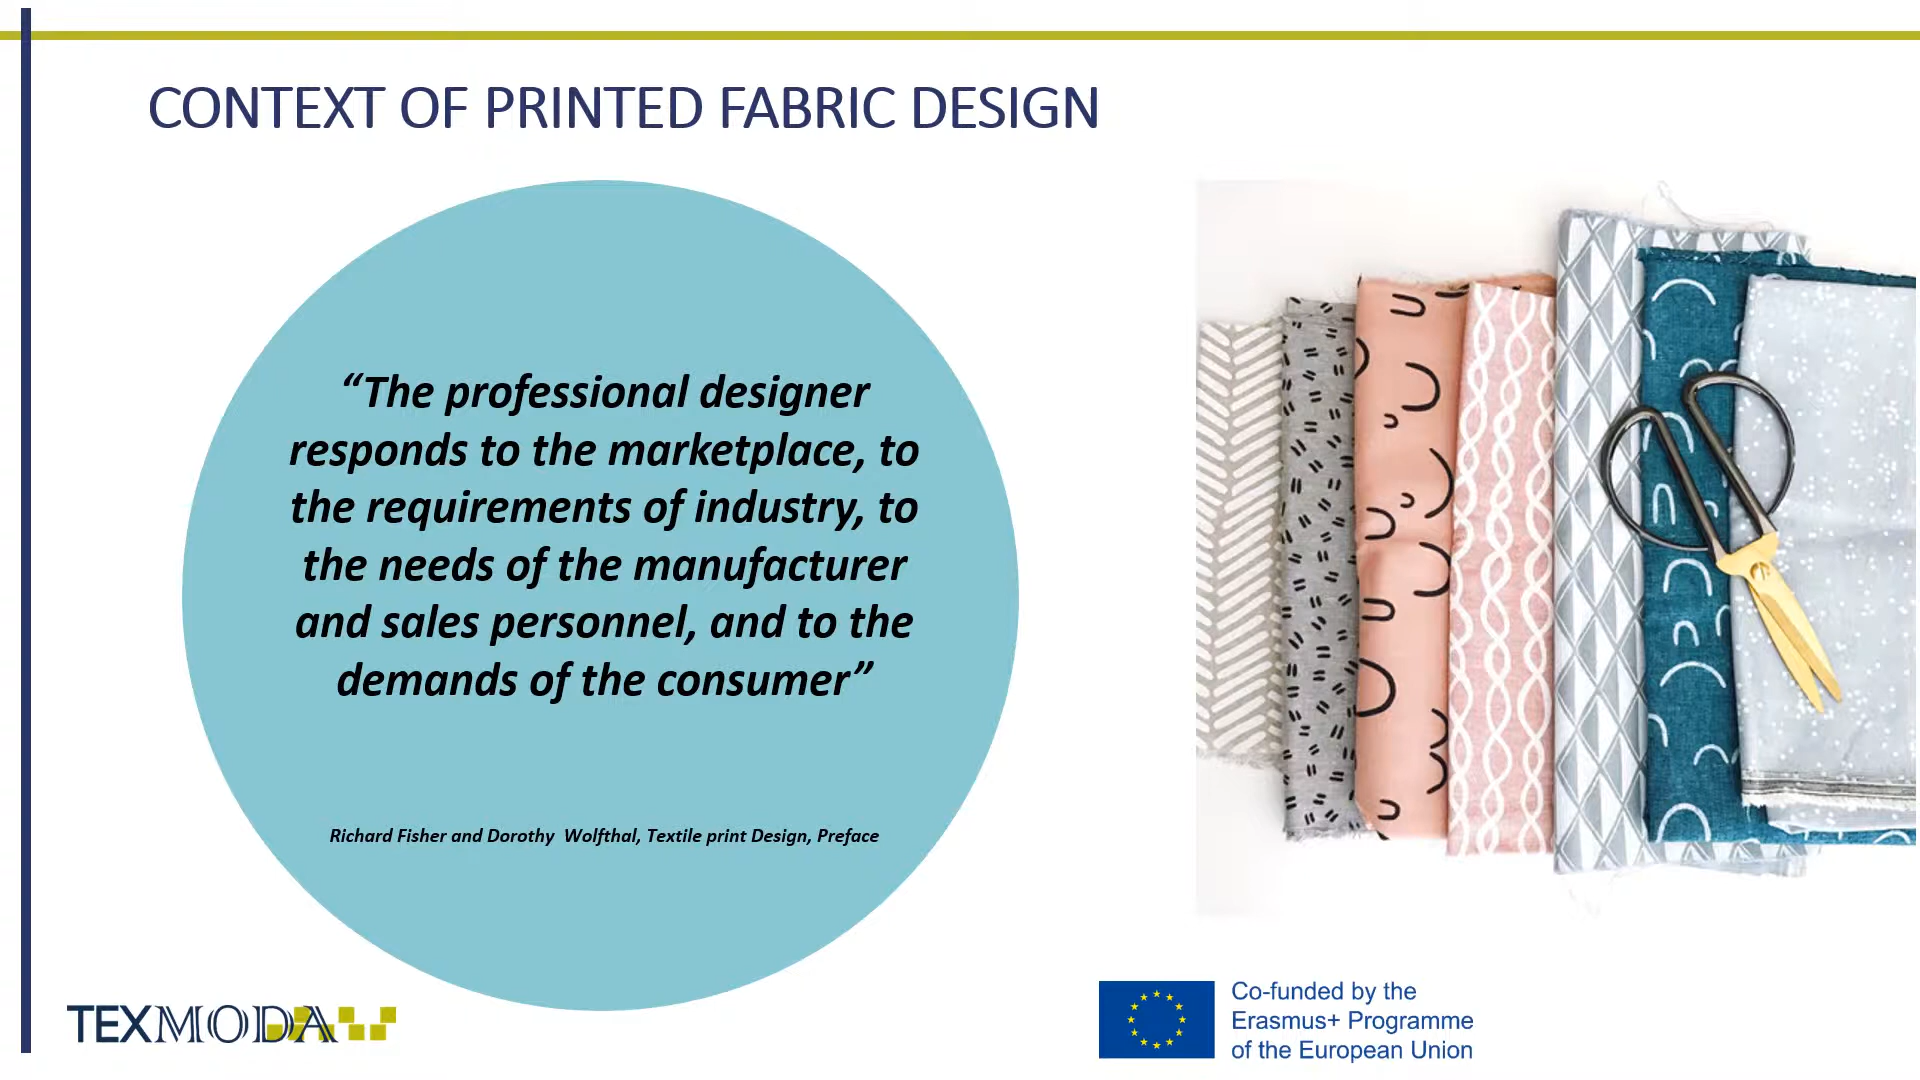 CONTEXT OF PRINTED FABRIC DESIGN
“The professional designer
responds to the marketplace, to
the requirements of industry, to
the needs of the manufacturer
and sales personnel, and to the
demands of the consumer”
Richard Fisher and Dorothy  Wolfthal, Textile print Design, Preface
TEXMODA
Co-funded by the
Erasmus+ Programme
of the European Union